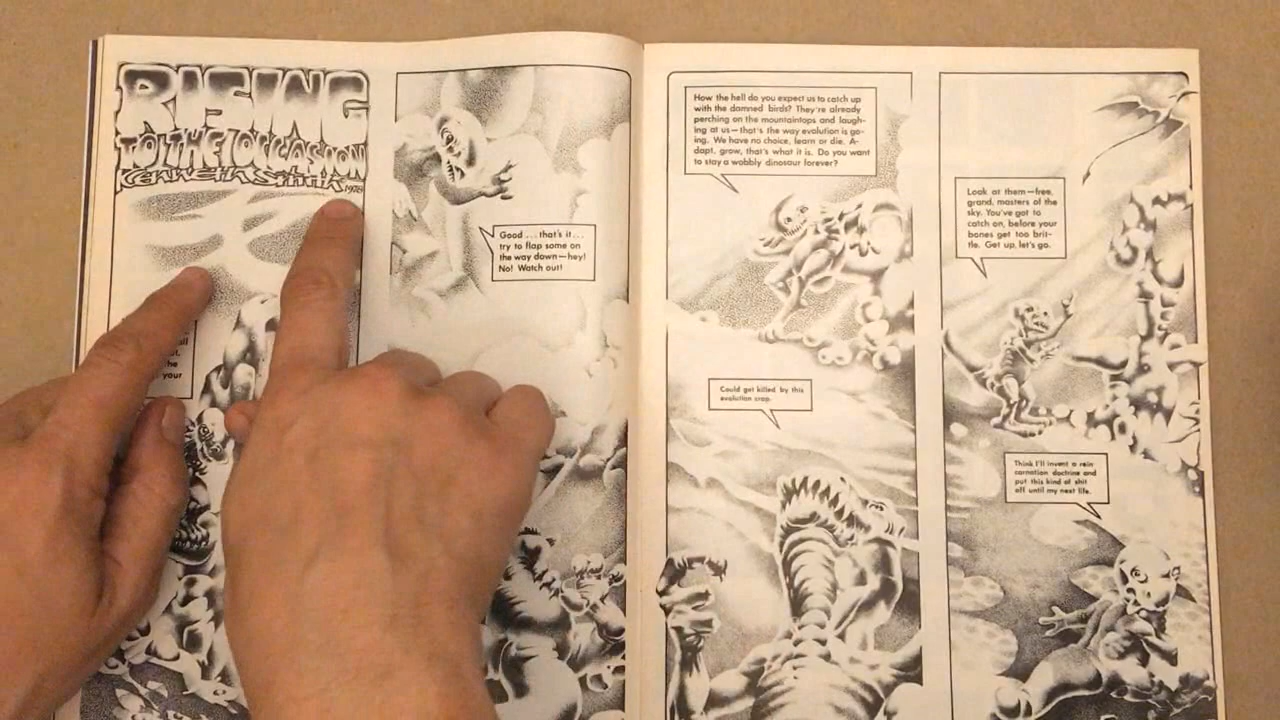 RISING
TO THE OCCASION
KENNETH SMITH 1978
all
your
Good . . . that's it . . .
try to flap some on
the way down—hey!
No! Watch out!
How the hell do you expect us to catch up
with the damned birds? They're already
perching on the mountaintops and laugh-
ing at us—that's the way evolution is go-
ing. We have no choice, learn or die. A-
dapt, grow, that's what it is. Do you want
to stay a wobbly dinosaur forever?
Could get killed by this
evolution crap.
Look at them—free,
grand, masters of the
sky. You've got to
catch on, before your
bones get too brit-
tle. Get up, let's go.
Think I'll invent a rein
carnation doctrine and
put this kind of shit
off until my next life.